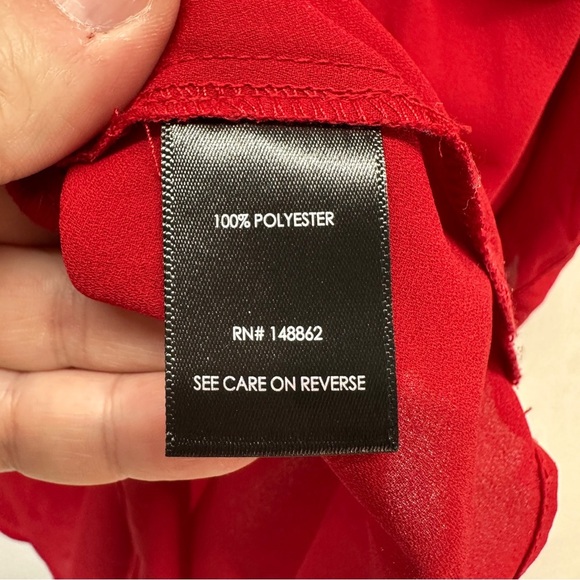 100% POLYESTER
RN# 148862
SEE CARE ON REVERSE